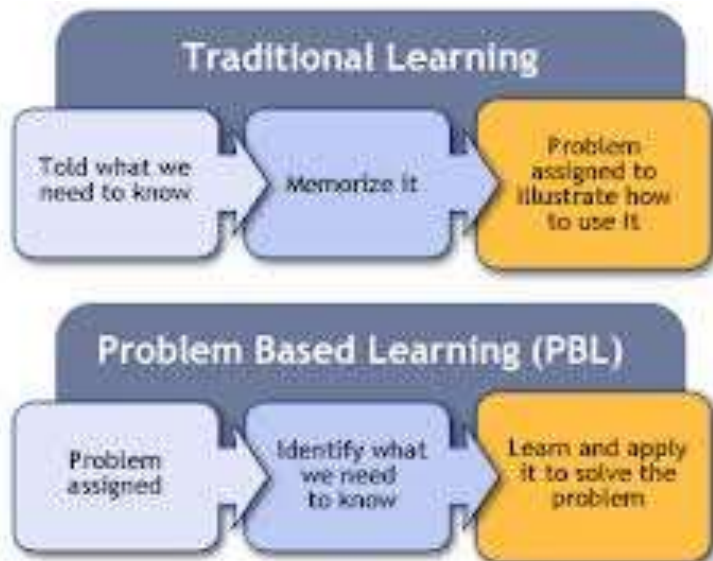 Traditional Learning
Told what we
need to know
Memorize it
Problem
assigned to
illustrate how
to use it
Problem Based Learning (PBL)
Problem
assigned
Identify what
we need
to know
Learn and apply
it to solve the
problem